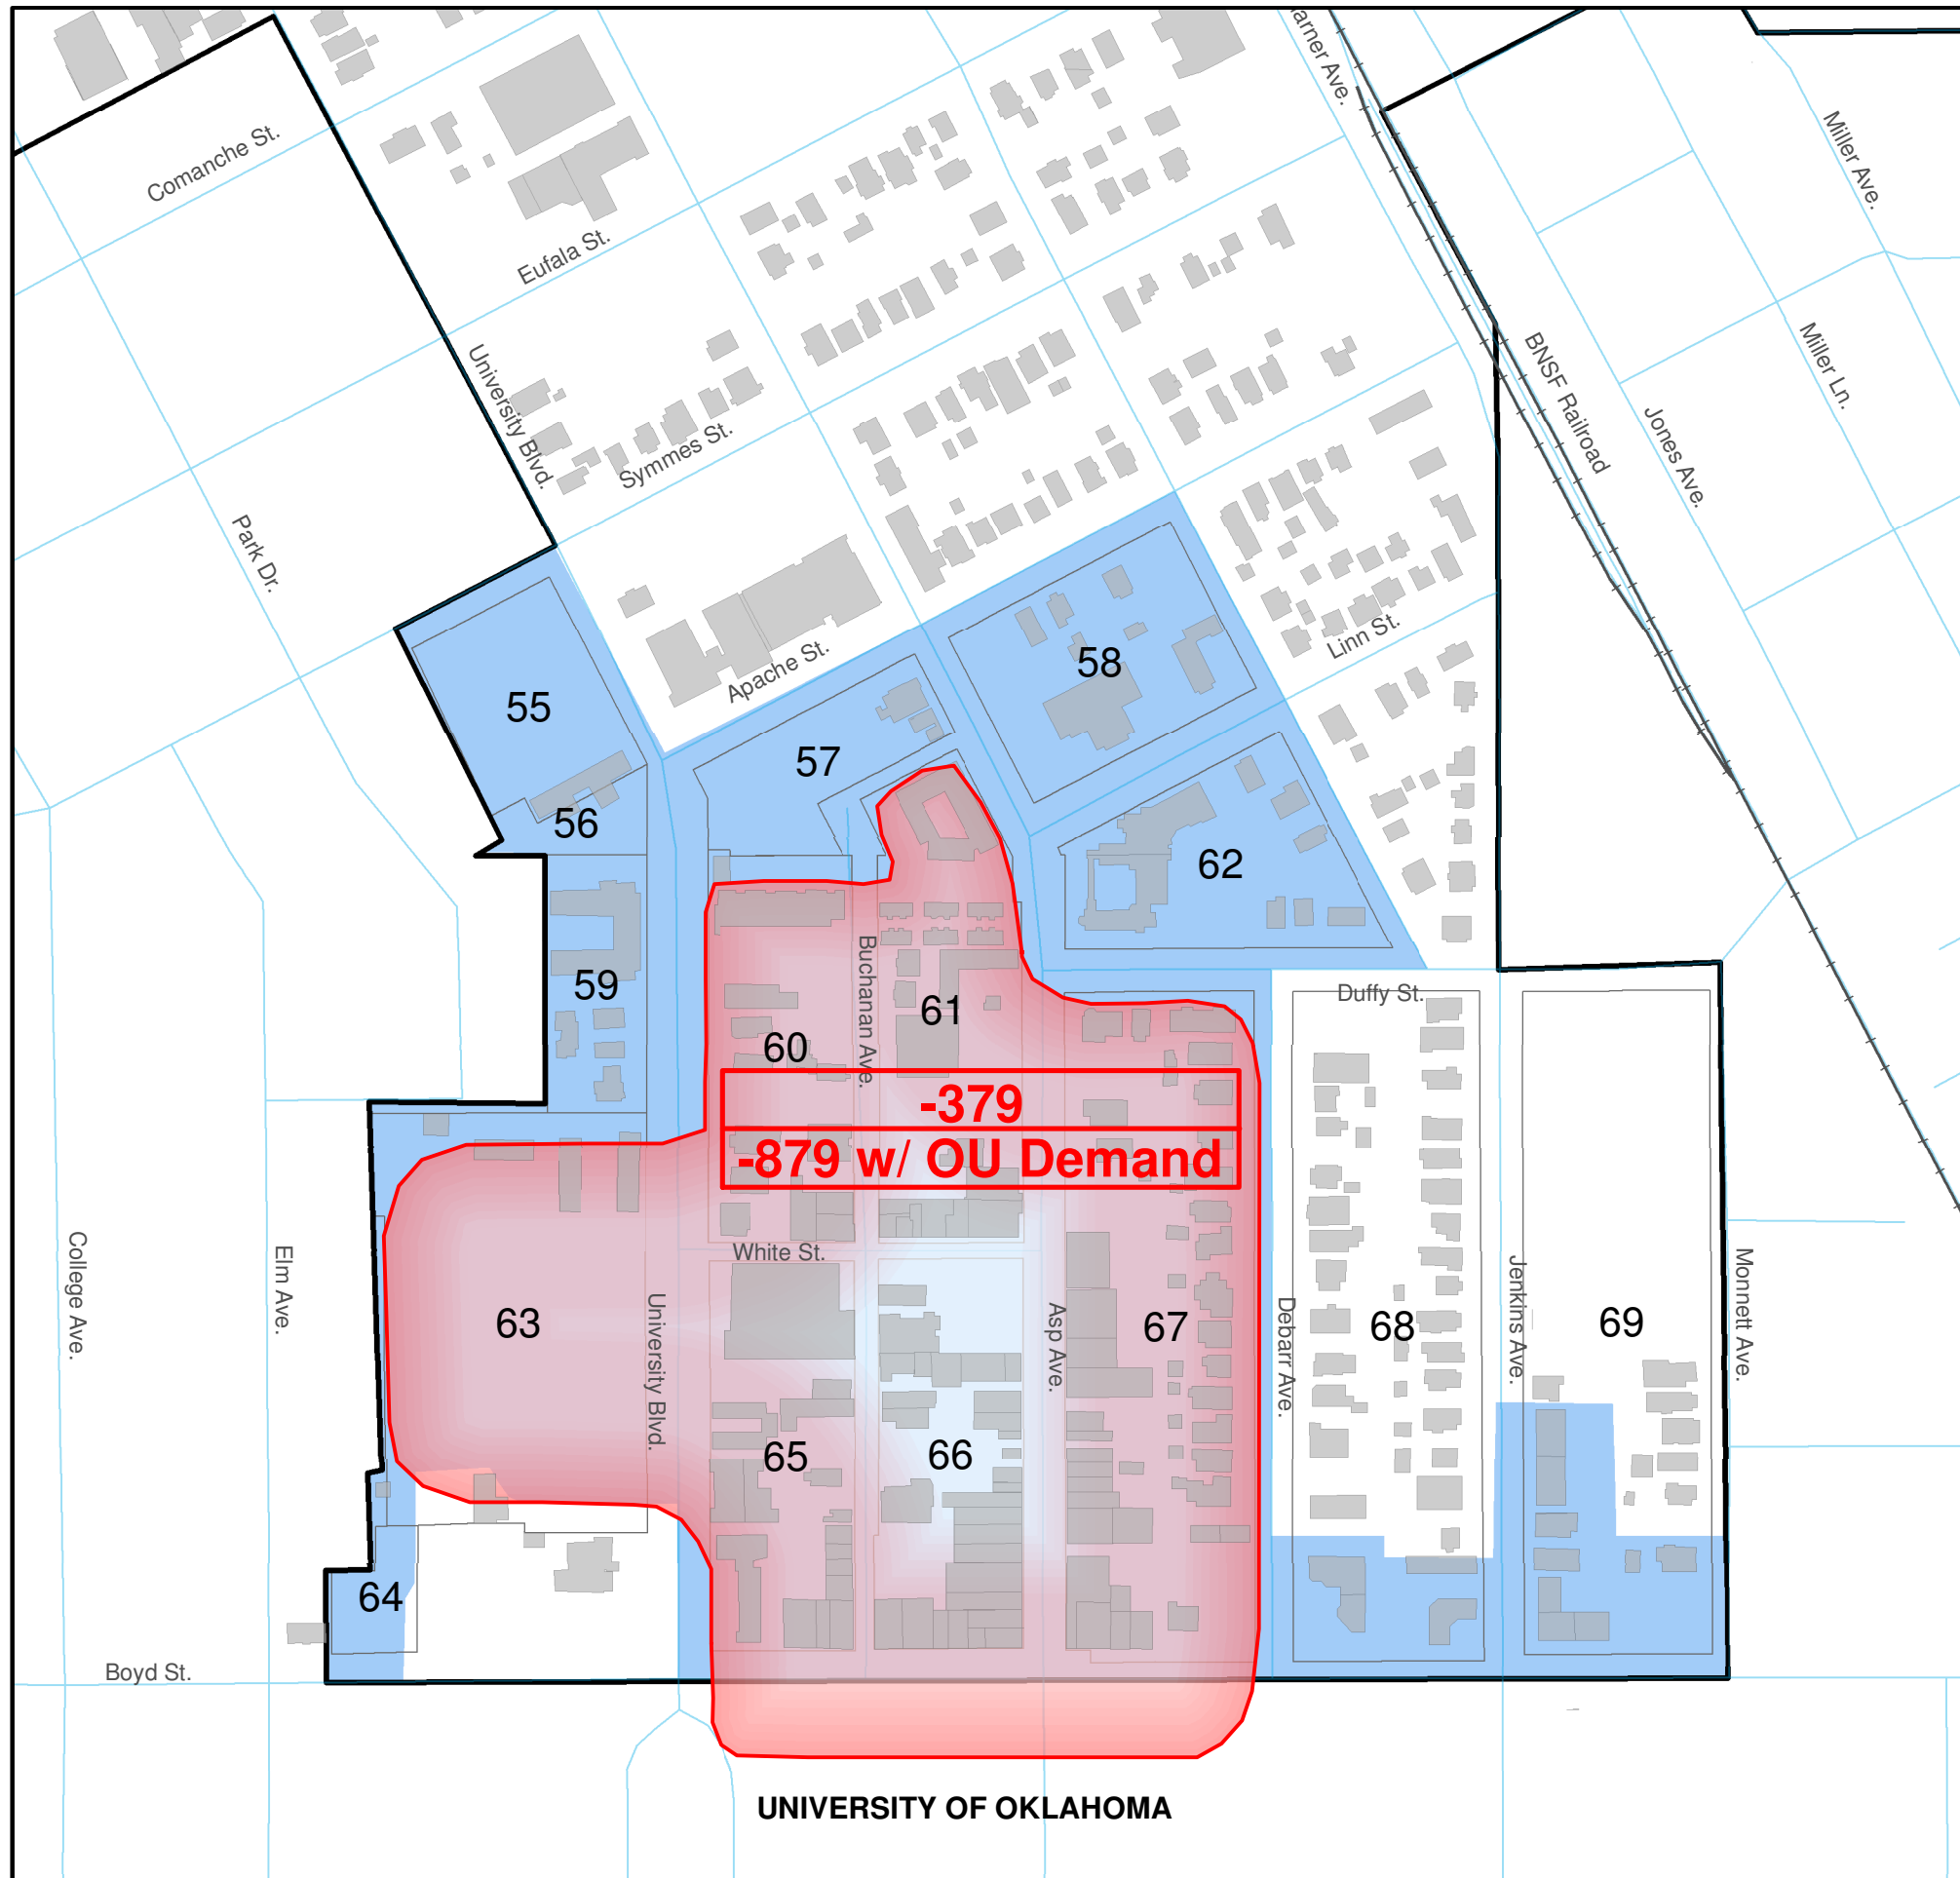 arner Ave.
Comanche St.
Miller Ave.
Eufala St.
University Blvd.
BNSF Railroad
Miller Ln.
Symmes St.
Jones Ave.
Park Dr.
Linn St.
58
Apache St.
55
57
56
62
59
Buchanan Ave.
Duffy St.
61
60
-379
-879 w/ OU Demand
White St.
College Ave.
Elm Ave.
63
University Blvd.
Asp Ave.
67
Debarr Ave.
68
Jenkins Ave.
69
Monnett Ave.
65
66
64
Boyd St.
UNIVERSITY OF OKLAHOMA